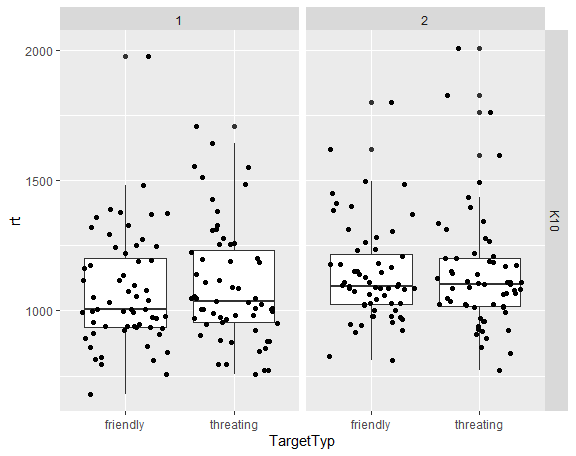 1
2
2000
1500
1000
rt
K10
friendly
threating
friendly
threating
TargetTyp